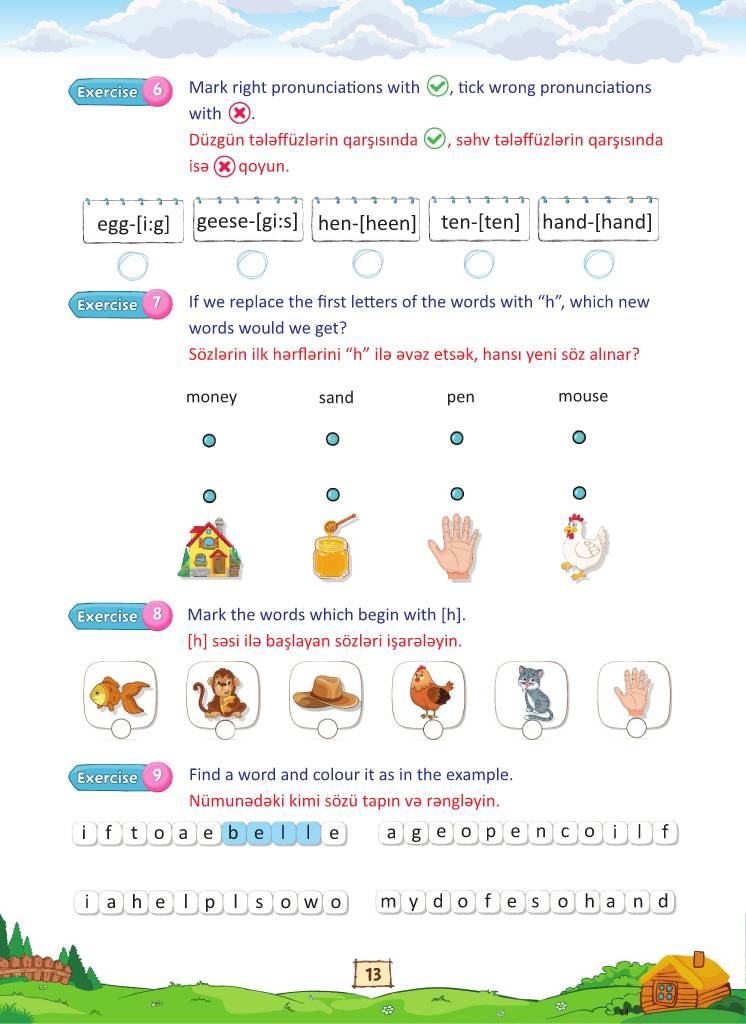 Exercise 6 Mark right pronunciations with , tick wrong pronunciations
with .
Düzgün tələffüzlərin qarşısında , səhv tələffüzlərin qarşısında
isə qoyun.
egg-[i:g] geese-[gi:s] hen-[heen] ten-[ten] hand-[hand]
Exercise 7 If we replace the first letters of the words with “h”, which new
words would we get?
Sözlərin ilk hərflərini “h” ilə əvəz etsək, hansı yeni söz alınar?
money sand pen mouse
Exercise 8 Mark the words which begin with [h].
[h] səsi ilə başlayan sözləri işarələyin.
Exercise 9 Find a word and colour it as in the example.
Nümunədəki kimi sözü tapın və rəngləyin.
i f t o a e b e l l e a g e o p e n c o i l f
i a h e l p l s o w o m y d o f e s o h a n d
13